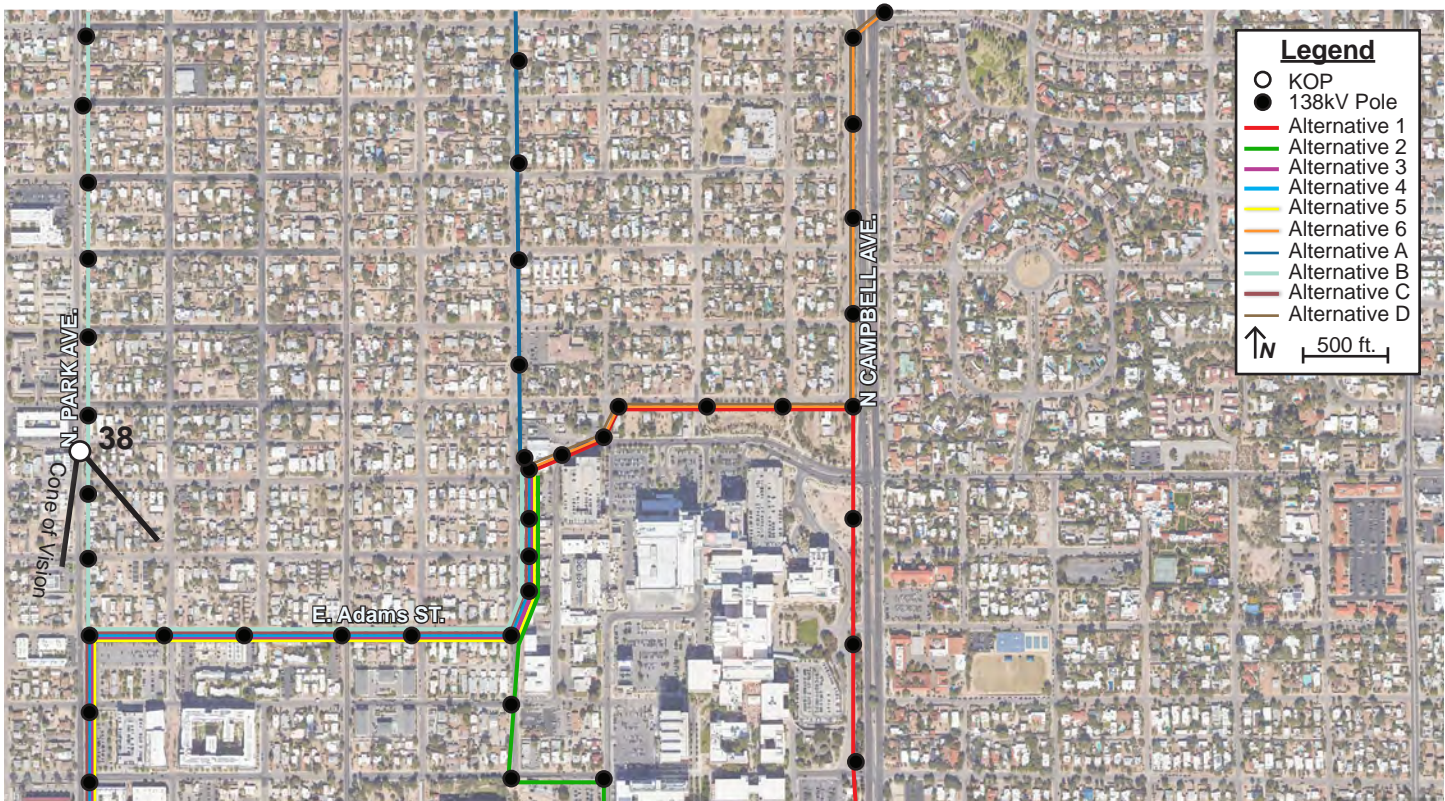 Legend
KOP
138kV Pole
Alternative 1
Alternative 2
Alternative 3
Alternative 4
Alternative 5
Alternative 6
Alternative A
Alternative B
Alternative C
Alternative D
N
500 ft.
N. PARK AVE.
38
Cone of Vision
E. Adams ST.
N CAMPBELL AVE.